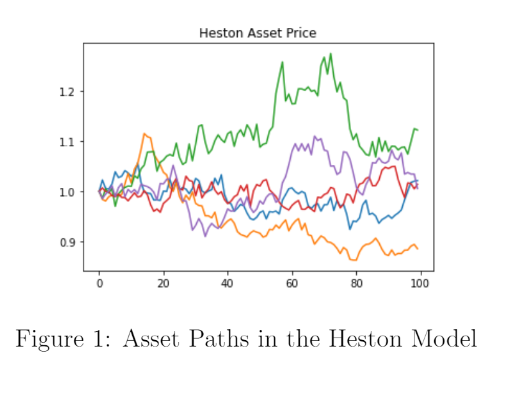 Heston Asset Price
1.2
1.1
1.0
0.9
0 20 40 60 80 100
Figure 1: Asset Paths in the Heston Model